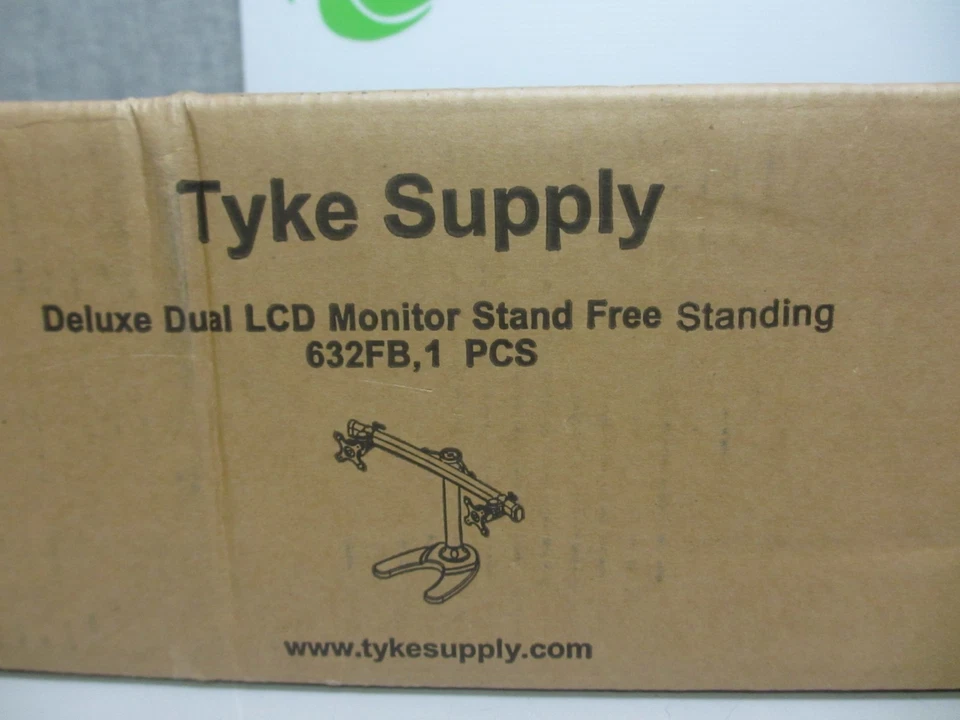 Tyke Supply
Deluxe Dual LCD Monitor Stand Free Standing
632FB,1 PCS
www.tykesupply.com